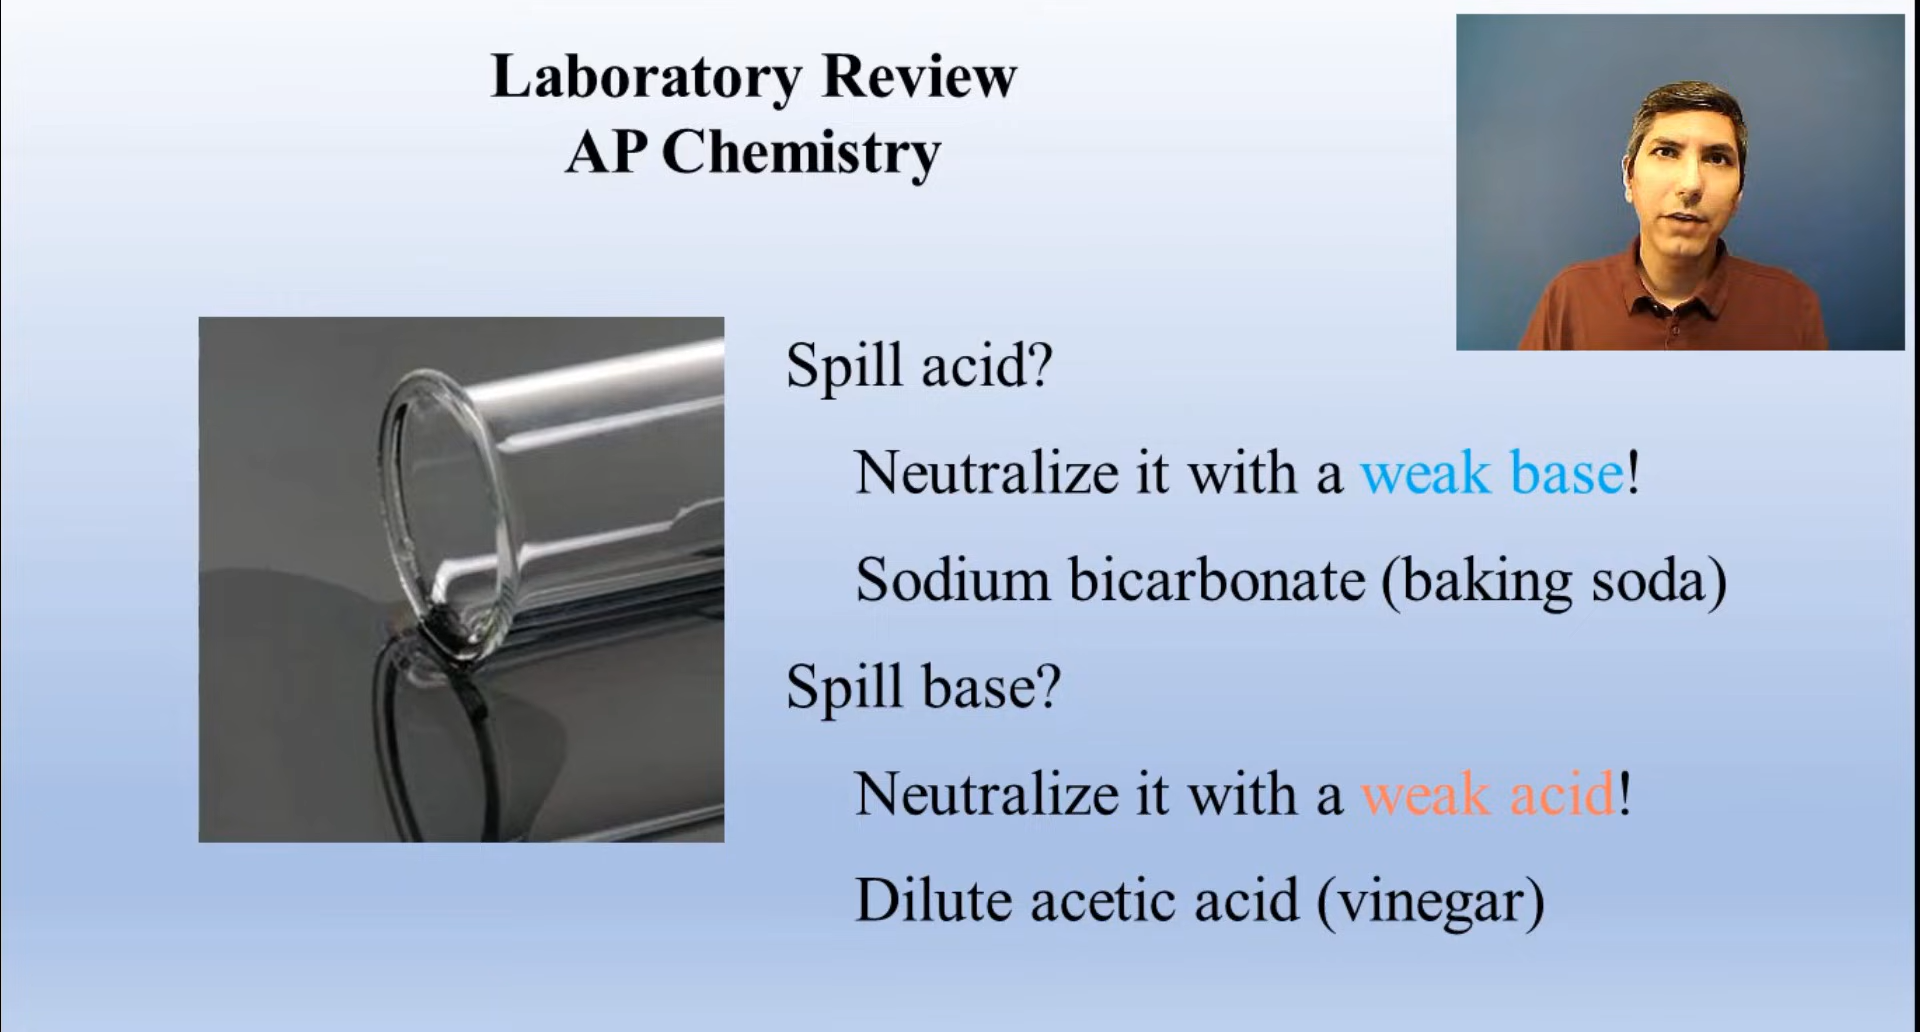 Laboratory Review
AP Chemistry
Spill acid?
Neutralize it with a weak base!
Sodium bicarbonate (baking soda)
Spill base?
Neutralize it with a weak acid!
Dilute acetic acid (vinegar)